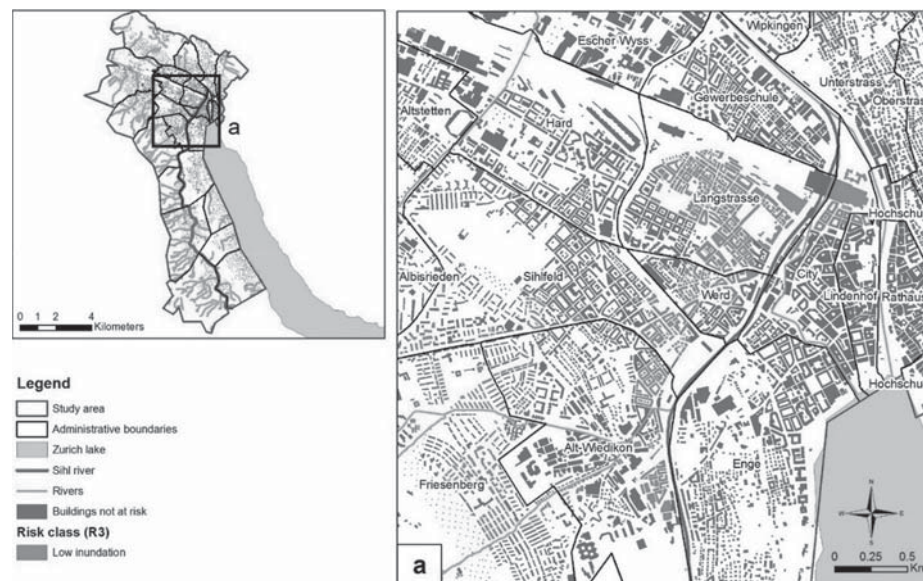 a
0 1 2 4
Kilometers
Legend
Study area
Administrative boundaries
Zurich lake
Sihl river
Rivers
Buildings not at risk
Risk class (R3)
Low inundation
Wipkingen
Escher Wyss
Unterstrass
Oberstra
Gewerbeschule
Altstetten
Hard
Langstrasse
Hochschu
Albisrieden
Sihlfeld
City
Werd
Lindenhof
Rathau
Hochschu
Alt-Wiedikon
Enge
Friesenberg
N
W E
S
a
0 0.25 0.5